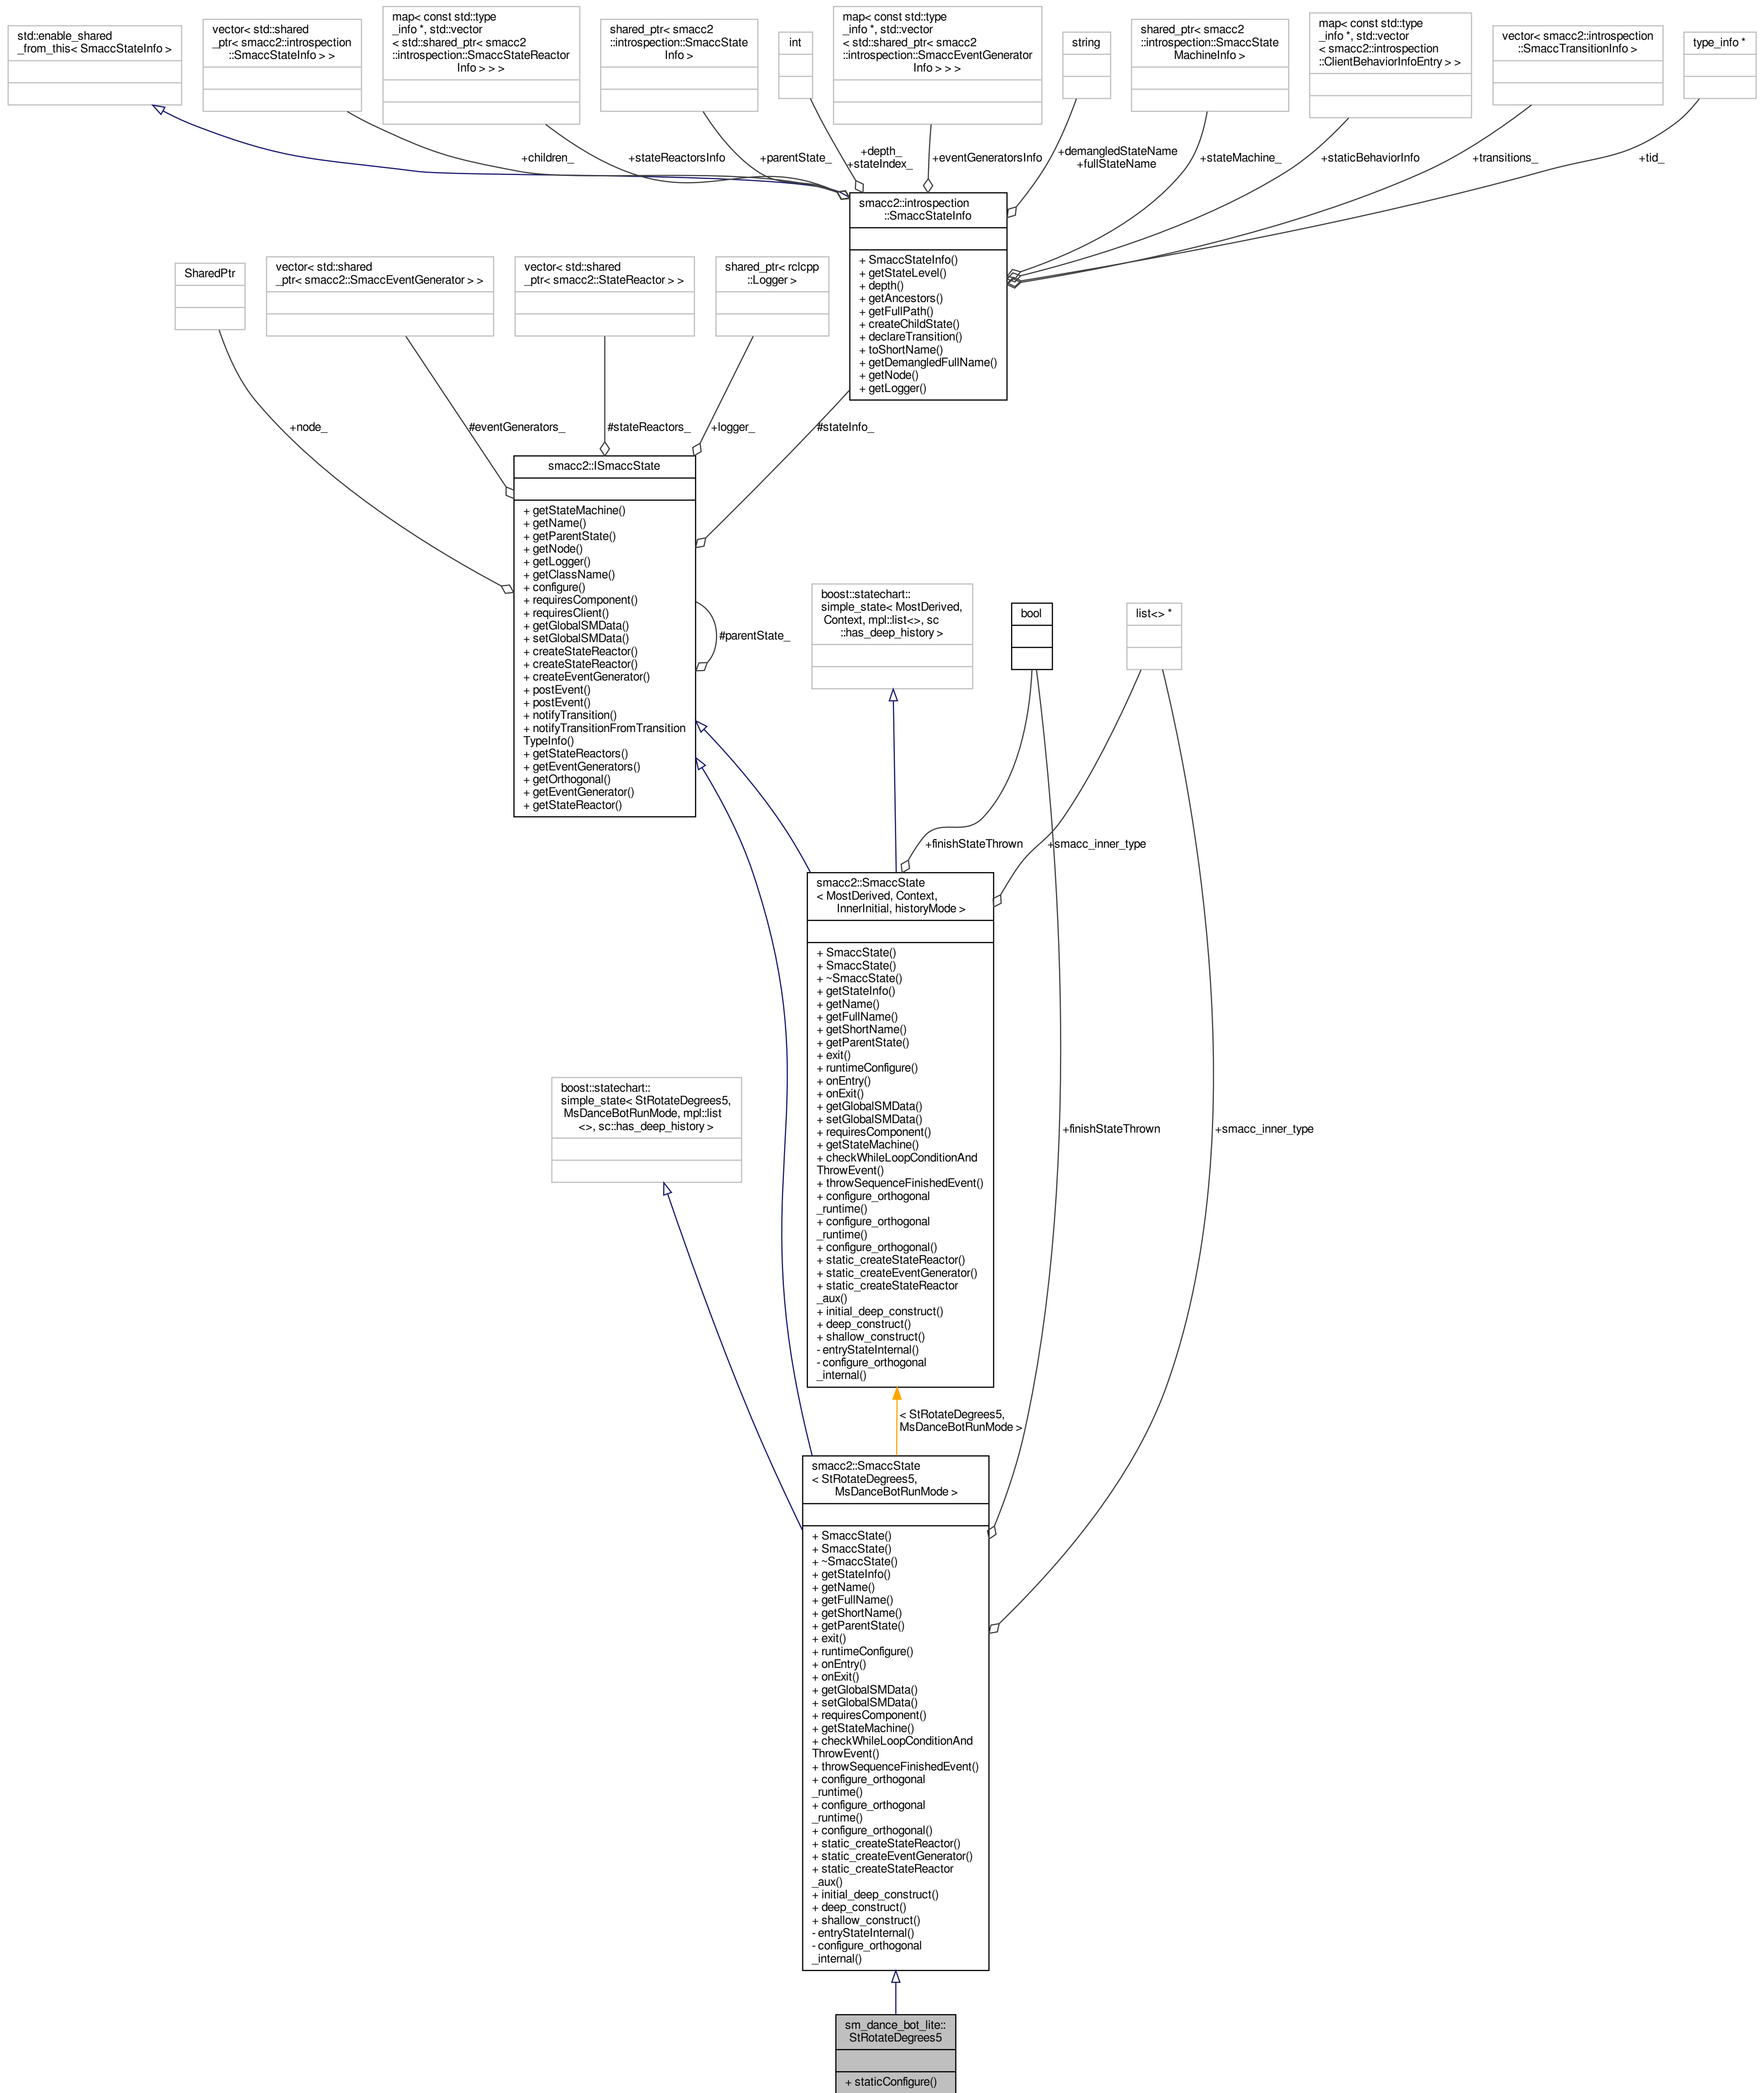 std::enable_shared
_from_this< SmaccStateInfo >
vector< std::shared
_ptr< smacc2::introspection
::SmaccStateInfo > >
map< const std::type
_info *, std::vector
< std::shared_ptr< smacc2
::introspection::SmaccStateReactor
Info > > >
shared_ptr< smacc2
::introspection::SmaccState
Info >
int
map< const std::type
_info *, std::vector
< std::shared_ptr< smacc2
::introspection::SmaccEventGenerator
Info > > >
string
shared_ptr< smacc2
::introspection::SmaccState
MachineInfo >
map< const std::type
_info *, std::vector
< smacc2::introspection
::ClientBehaviorInfoEntry > >
vector< smacc2::introspection
::SmaccTransitionInfo >
type_info *
+children_
+stateReactorsInfo
+parentState_
+depth_
+stateIndex_
+eventGeneratorsInfo
+demangledStateName
+fullStateName
+stateMachine_
+staticBehaviorInfo
+transitions_
+tid_
smacc2::introspection
::SmaccStateInfo
+ SmaccStateInfo()
+ getStateLevel()
+ depth()
+ getAncestors()
+ getFullPath()
+ createChildState()
+ declareTransition()
+ toShortName()
+ getDemangledFullName()
+ getNode()
+ getLogger()
SharedPtr
vector< std::shared
_ptr< smacc2::SmaccEventGenerator > >
vector< std::shared
_ptr< smacc2::StateReactor > >
shared_ptr< rclcpp
::Logger >
+node_
#eventGenerators_
#stateReactors_
+logger_
#stateInfo_
smacc2::ISmaccState
+ getStateMachine()
+ getName()
+ getParentState()
+ getNode()
+ getLogger()
+ getClassName()
+ configure()
+ requiresComponent()
+ requiresClient()
+ getGlobalSMData()
+ setGlobalSMData()
+ createStateReactor()
+ createStateReactor()
+ createEventGenerator()
+ postEvent()
+ postEvent()
+ notifyTransition()
+ notifyTransitionFromTransition
TypeInfo()
+ getStateReactors()
+ getEventGenerators()
+ getOrthogonal()
+ getEventGenerator()
+ getStateReactor()
#parentState_
boost::statechart::
simple_state< MostDerived,
Context, mpl::list<>, sc
::has_deep_history >
bool
list<> *
+finishStateThrown
+smacc_inner_type
smacc2::SmaccState
< MostDerived, Context,
InnerInitial, historyMode >
+ SmaccState()
+ SmaccState()
+ ~SmaccState()
+ getStateInfo()
+ getName()
+ getFullName()
+ getShortName()
+ getParentState()
+ exit()
+ runtimeConfigure()
+ onEntry()
+ onExit()
+ getGlobalSMData()
+ setGlobalSMData()
+ requiresComponent()
+ getStateMachine()
+ checkWhileLoopConditionAnd
ThrowEvent()
+ throwSequenceFinishedEvent()
+ configure_orthogonal
_runtime()
+ configure_orthogonal
_runtime()
+ configure_orthogonal()
+ static_createStateReactor()
+ static_createEventGenerator()
+ static_createStateReactor
_aux()
+ initial_deep_construct()
+ deep_construct()
+ shallow_construct()
- entryStateInternal()
- configure_orthogonal
_internal()
boost::statechart::
simple_state< StRotateDegrees5,
MsDanceBotRunMode, mpl::list
<>, sc::has_deep_history >
+finishStateThrown
+smacc_inner_type
< StRotateDegrees5,
MsDanceBotRunMode >
smacc2::SmaccState
< StRotateDegrees5,
MsDanceBotRunMode >
+ SmaccState()
+ SmaccState()
+ ~SmaccState()
+ getStateInfo()
+ getName()
+ getFullName()
+ getShortName()
+ getParentState()
+ exit()
+ runtimeConfigure()
+ onEntry()
+ onExit()
+ getGlobalSMData()
+ setGlobalSMData()
+ requiresComponent()
+ getStateMachine()
+ checkWhileLoopConditionAnd
ThrowEvent()
+ throwSequenceFinishedEvent()
+ configure_orthogonal
_runtime()
+ configure_orthogonal
_runtime()
+ configure_orthogonal()
+ static_createStateReactor()
+ static_createEventGenerator()
+ static_createStateReactor
_aux()
+ initial_deep_construct()
+ deep_construct()
+ shallow_construct()
- entryStateInternal()
- configure_orthogonal
_internal()
sm_dance_bot_lite::
StRotateDegrees5
+ staticConfigure()